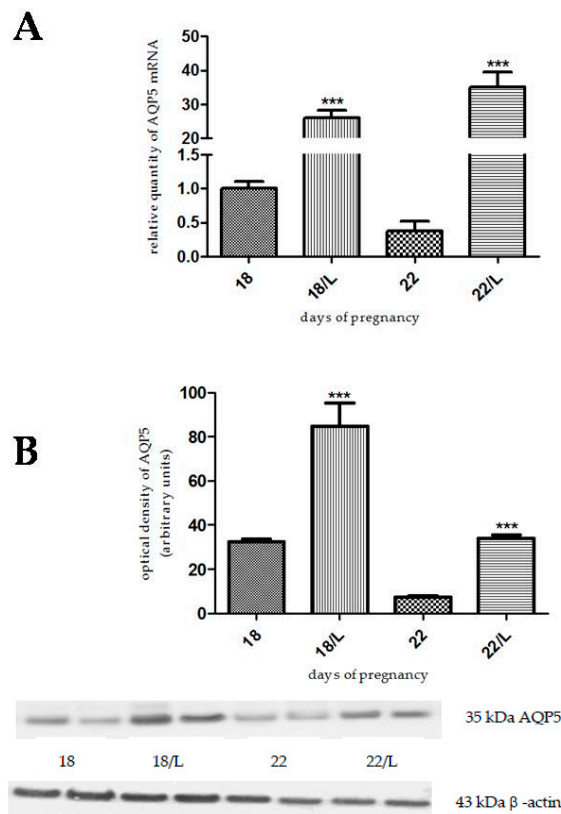 A
relative quantity of AQP5 mRNA
50
40
30
20
1.5
1.0
0.5
0.0
***
***
18
18/L
22
22/L
days of pregnancy
B
optical density of AQP5
(arbitrary units)
100
80
60
40
20
0
***
***
18
18/L
22
22/L
days of pregnancy
35 kDa AQP5
18 18/L 22 22/L
43 kDa β -actin